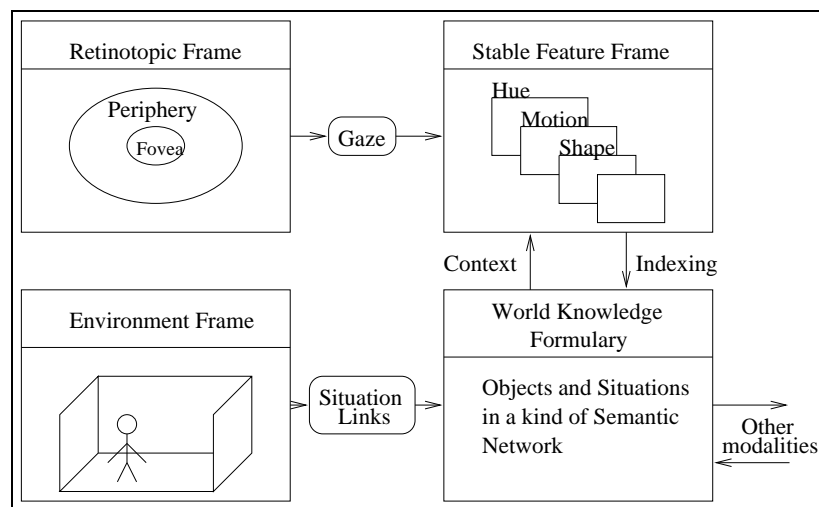 Retinotopic Frame
Periphery
Fovea
Gaze
Stable Feature Frame
Hue
Motion
Shape
Context
Indexing
Environment Frame
Situation
Links
World Knowledge
Formulary
Objects and Situations
in a kind of Semantic
Network
Other
modalities